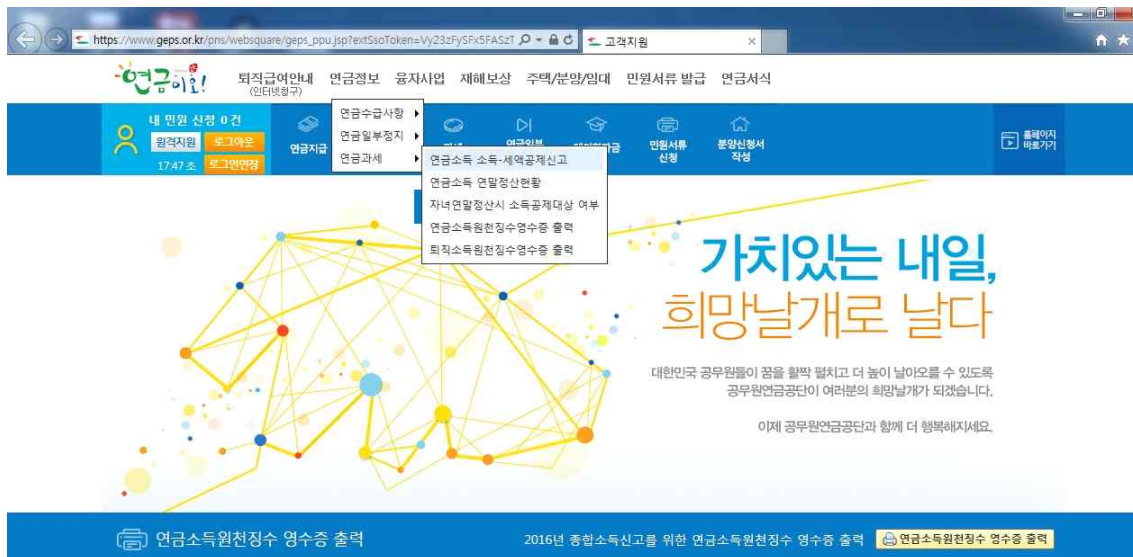 https://www.geps.or.kr/pns/websquare/geps_ppu.jsp?extSsoToken=Vy23zFySFx5FASzT
고객지원
연금이요!
퇴직급여안내 연금정보 융자사업 재해보상 주택/분양/임대 민원서류 발급 연금서식
(인터넷청구)
내 민원 신청 0 건
원격지원 로그아웃
17:47 초 로그인연장
연금지급
연금수급사항
연금일부정지
연금과세
연금소득 소득-세액공제신고
연금소득 연말정산현황
자녀연말정산시 소득공제대상 여부
연금소득원천징수영수증 출력
퇴직소득원천징수영수증 출력
민원서류
신청
분양신청서
작성
홈페이지
바로가기
가치있는 내일,
희망날개로 날다
대한민국 공무원들이 꿈을 활짝 펼치고 더 높이 날아오를 수 있도록
공무원연금공단이 여러분의 희망날개가 되겠습니다.
이제 공무원연금공단과 함께 더 행복해지세요.
연금소득원천징수 영수증 출력
2016년 종합소득신고를 위한 연금소득원천징수 영수증 출력
연금소득원천징수 영수증 출력